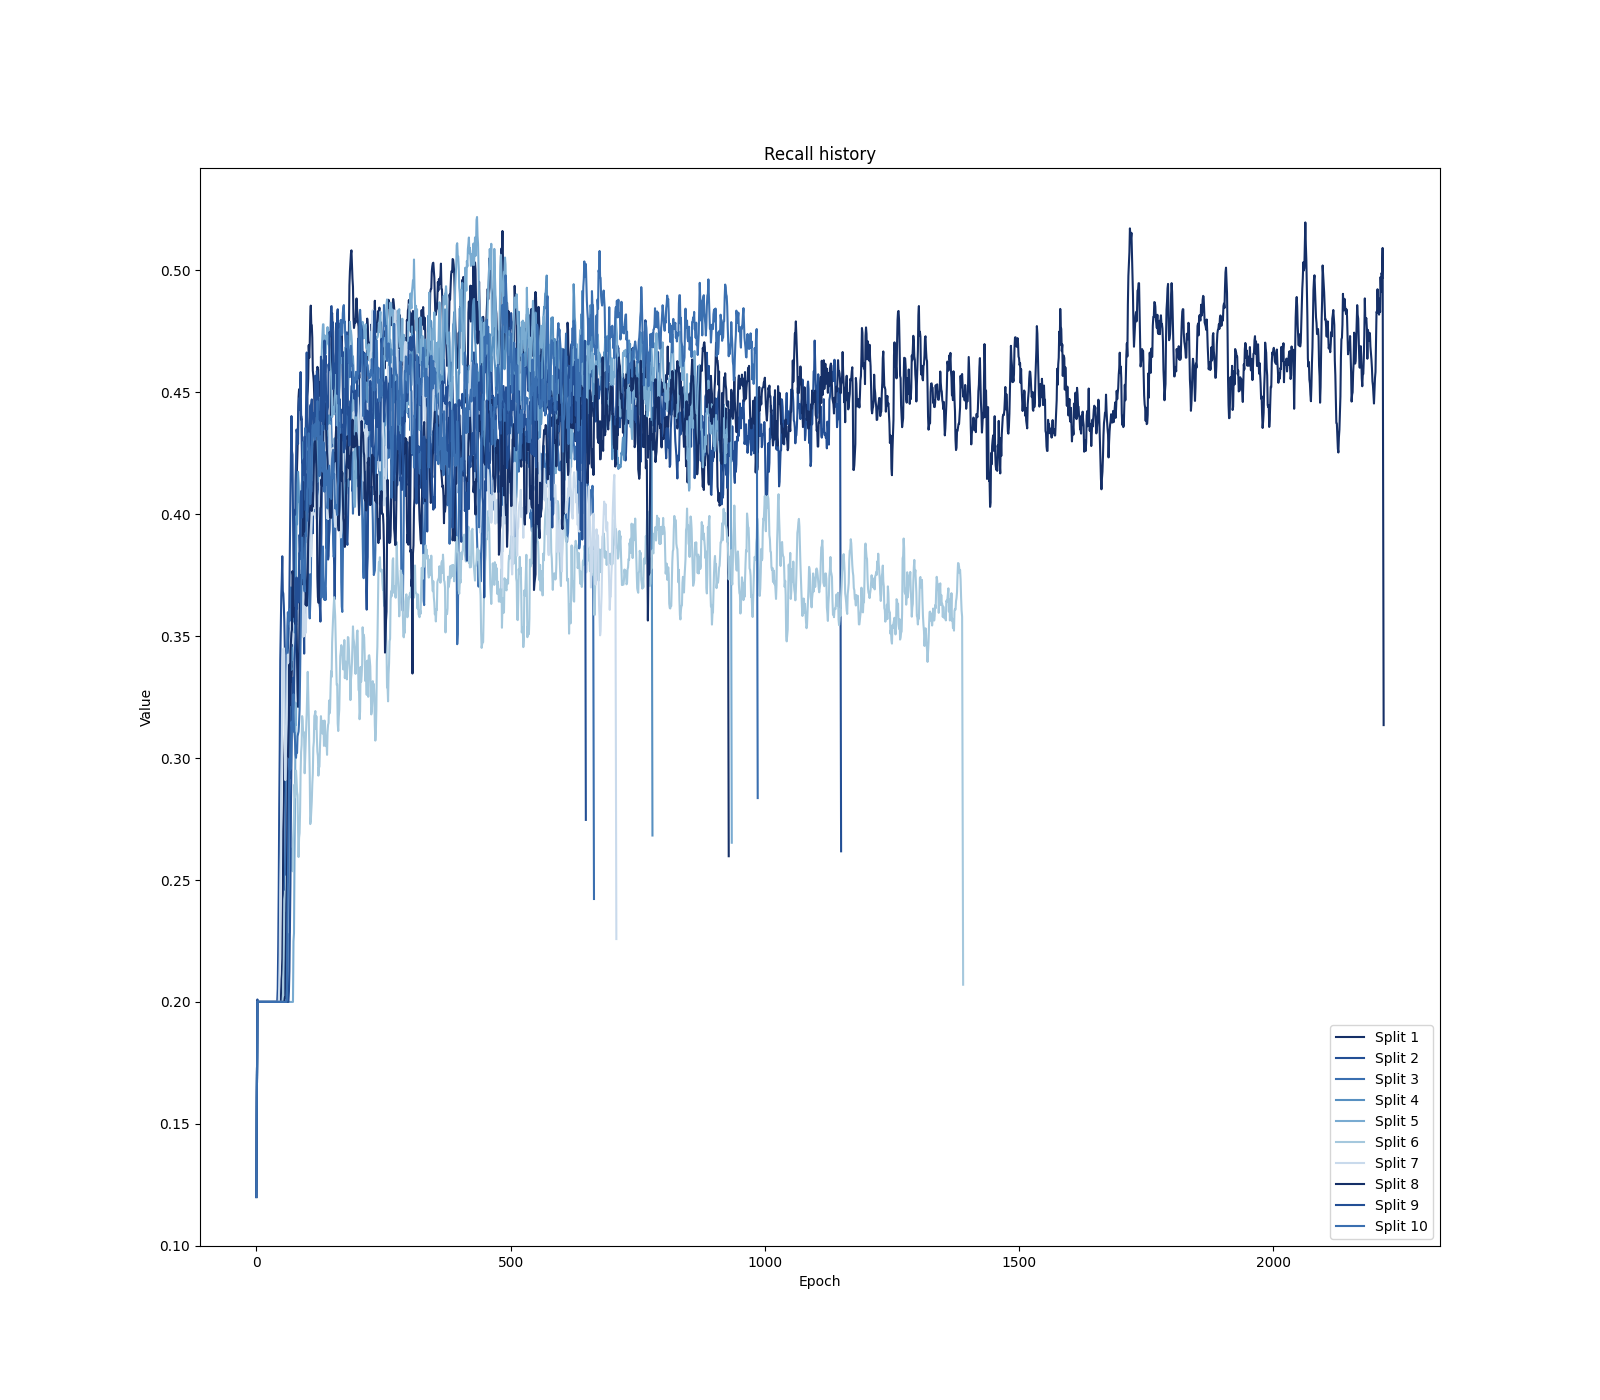 Recall history
0.50
0.45
0.40
0.35
0.30
0.25
0.20
0.15
0.10
Value
0 500 1000 1500 2000
Epoch
Split 1
Split 2
Split 3
Split 4
Split 5
Split 6
Split 7
Split 8
Split 9
Split 10